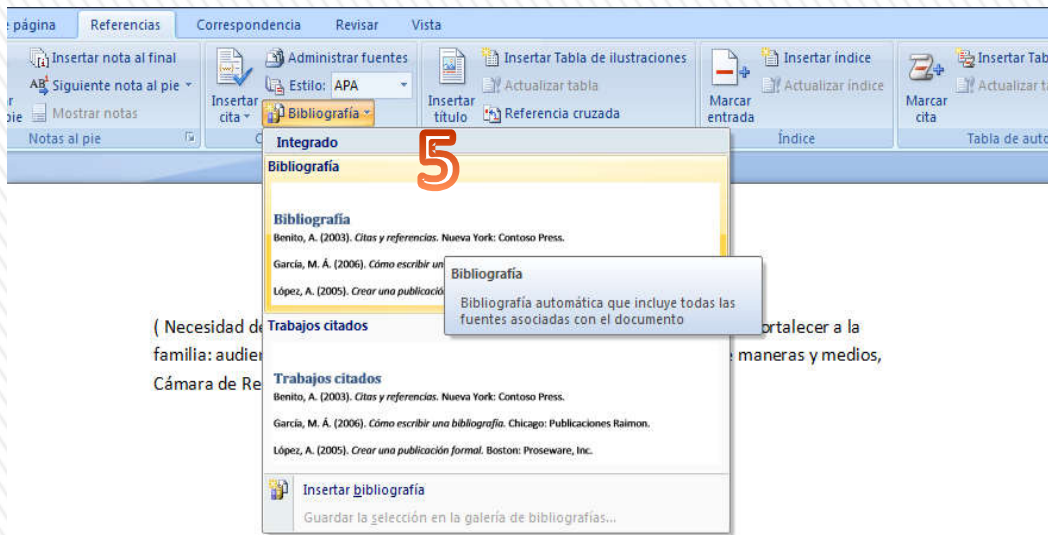 página Referencias Correspondencia Revisar Vista
Insertar nota al final
Siguiente nota al pie
Mostrar notas
pie
Notas al pie
Insertar cita
Administrar fuentes
Estilo: APA
Bibliografía
Insertar título
Insertar Tabla de ilustraciones
Actualizar tabla
Referencia cruzada
Marcar entrada
Insertar índice
Actualizar índice
Índice
Marcar cita
Insertar Tab
Actualizar ta
Tabla de auto
5
Integrado
Bibliografía
Bibliografía
Benito, A. (2003). Citas y referencias. Nueva York: Contoso Press.
García, M. Á. (2006). Cómo escribir un
López, A. (2005). Crear una publicació
Bibliografía
Bibliografía automática que incluye todas las
fuentes asociadas con el documento
Trabajos citados
Trabajos citados
Benito, A. (2003). Citas y referencias. Nueva York: Contoso Press.
García, M. Á. (2006). Cómo escribir una bibliografía. Chicago: Publicaciones Raimon.
López, A. (2005). Crear una publicación formal. Boston: Proseware, Inc.
Insertar bibliografía
Guardar la selección en la galería de bibliografías...
( Necesidad de ortalecer a la
familia: audien maneras y medios,
Cámara de Re